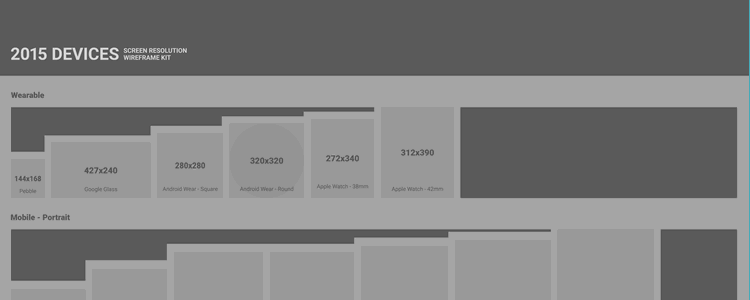 2015 DEVICES SCREEN RESOLUTION
WIREFRAME KIT
Wearable
144x168
Pebble
427x240
Google Glass
280x280
Android Wear - Square
320x320
Android Wear - Round
272x340
Apple Watch - 38mm
312x390
Apple Watch - 42mm
Mobile - Portrait